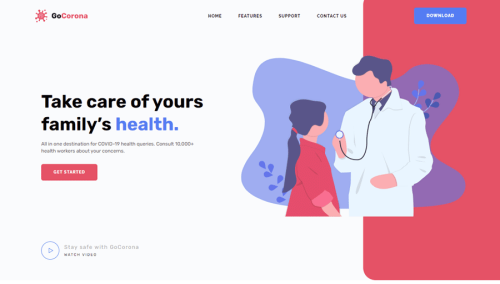 GoCorona
HOME
FEATURES
SUPPORT
CONTACT US
DOWNLOAD
Take care of yours
family's health.
All in one destination for COVID-19 health queries. Consult 10,000+
health workers about your concerns.
GET STARTED
Stay safe with GoCorona
WATCH VIDEO